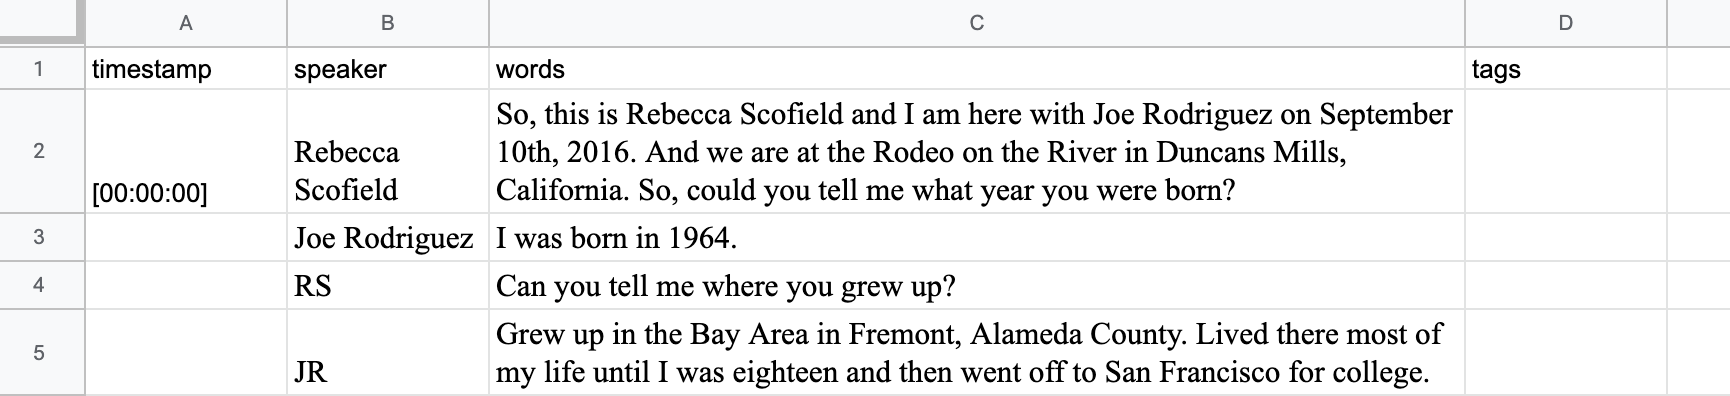 A B C D
1 timestamp speaker words tags
So, this is Rebecca Scofield and I am here with Joe Rodriguez on September
2 Rebecca 10th, 2016. And we are at the Rodeo on the River in Duncans Mills,
[00:00:00] Scofield California. So, could you tell me what year you were born?
3 Joe Rodriguez I was born in 1964.
4 RS Can you tell me where you grew up?
Grew up in the Bay Area in Fremont, Alameda County. Lived there most of
5 JR my life until I was eighteen and then went off to San Francisco for college.